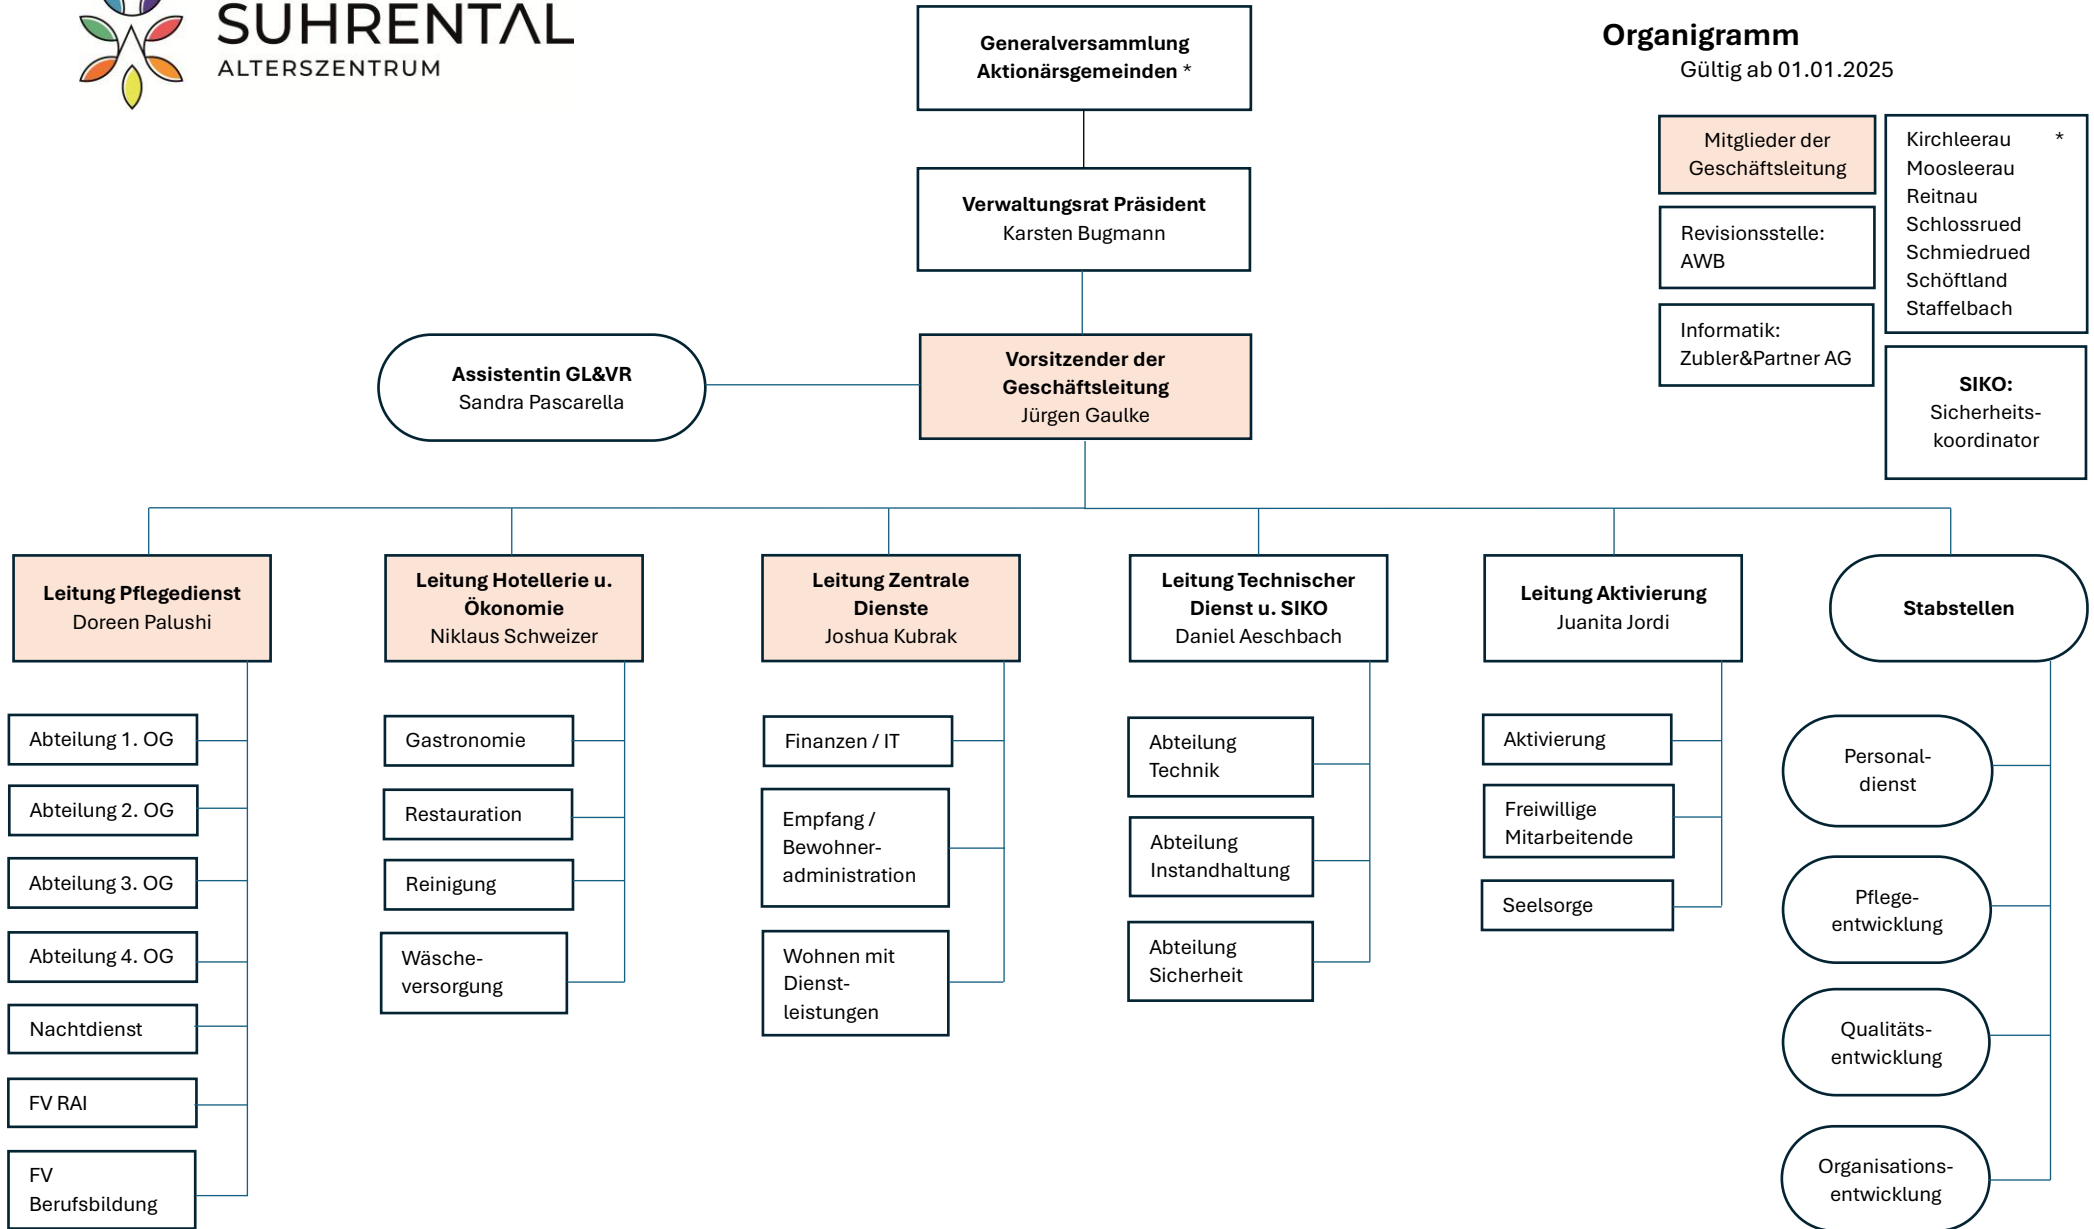 SUHRENTAL
ALTERSZENTRUM
Generalversammlung
Aktionärsgemeinden *
Organigramm
Gültig ab 01.01.2025
Mitglieder der
Geschäftsleitung
Kirchleerau *
Moosleerau
Reitnau
Schlossrued
Schmiedrued
Schöftland
Staffelbach
Verwaltungsrat Präsident
Karsten Bugmann
Revisionsstelle:
AWB
Informatik:
Zubler&Partner AG
SIKO:
Sicherheits-
koordinator
Assistentin GL&VR
Sandra Pascarella
Vorsitzender der
Geschäftsleitung
Jürgen Gaulke
Leitung Pflegedienst
Doreen Palushi
Leitung Hotellerie u.
Ökonomie
Niklaus Schweizer
Leitung Zentrale
Dienste
Joshua Kubrak
Leitung Technischer
Dienst u. SIKO
Daniel Aeschbach
Leitung Aktivierung
Juanita Jordi
Stabstellen
Abteilung 1. OG
Abteilung 2. OG
Abteilung 3. OG
Abteilung 4. OG
Nachtdienst
FV RAI
FV
Berufsbildung
Gastronomie
Restauration
Reinigung
Wäsche-
versorgung
Finanzen / IT
Empfang /
Bewohner-
administration
Wohnen mit
Dienst-
leistungen
Abteilung
Technik
Abteilung
Instandhaltung
Abteilung
Sicherheit
Aktivierung
Freiwillige
Mitarbeitende
Seelsorge
Personal-
dienst
Pflege-
entwicklung
Qualitäts-
entwicklung
Organisations-
entwicklung